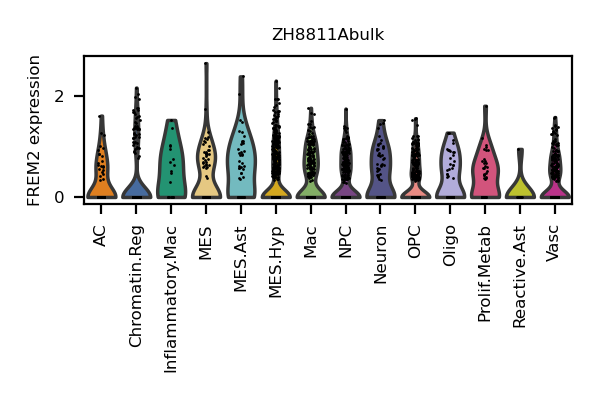 ZH8811Abulk
FREM2 expression
2
0
AC
Chromatin.Reg
Inflammatory.Mac
MES
MES.Ast
MES.Hyp
Mac
NPC
Neuron
OPC
Oligo
Prolif.Metab
Reactive.Ast
Vasc